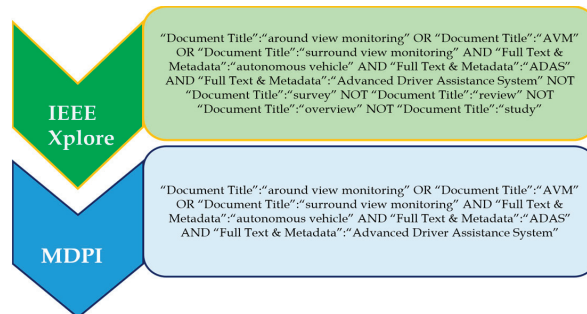 IEEE
Xplore
“Document Title”:“around view monitoring” OR “Document Title”:“AVM”
OR “Document Title”:“surround view monitoring” AND “Full Text &
Metadata”:“autonomous vehicle” AND “Full Text & Metadata”:“ADAS”
AND “Full Text & Metadata”:“Advanced Driver Assistance System” NOT
“Document Title”:“survey” NOT “Document Title”:“review” NOT
“Document Title”:“overview” NOT “Document Title”:“study”
MDPI
“Document Title”:“around view monitoring” OR “Document Title”:“AVM”
OR “Document Title”:“surround view monitoring” AND “Full Text &
Metadata”:“autonomous vehicle” AND “Full Text & Metadata”:“ADAS”
AND “Full Text & Metadata”:“Advanced Driver Assistance System”